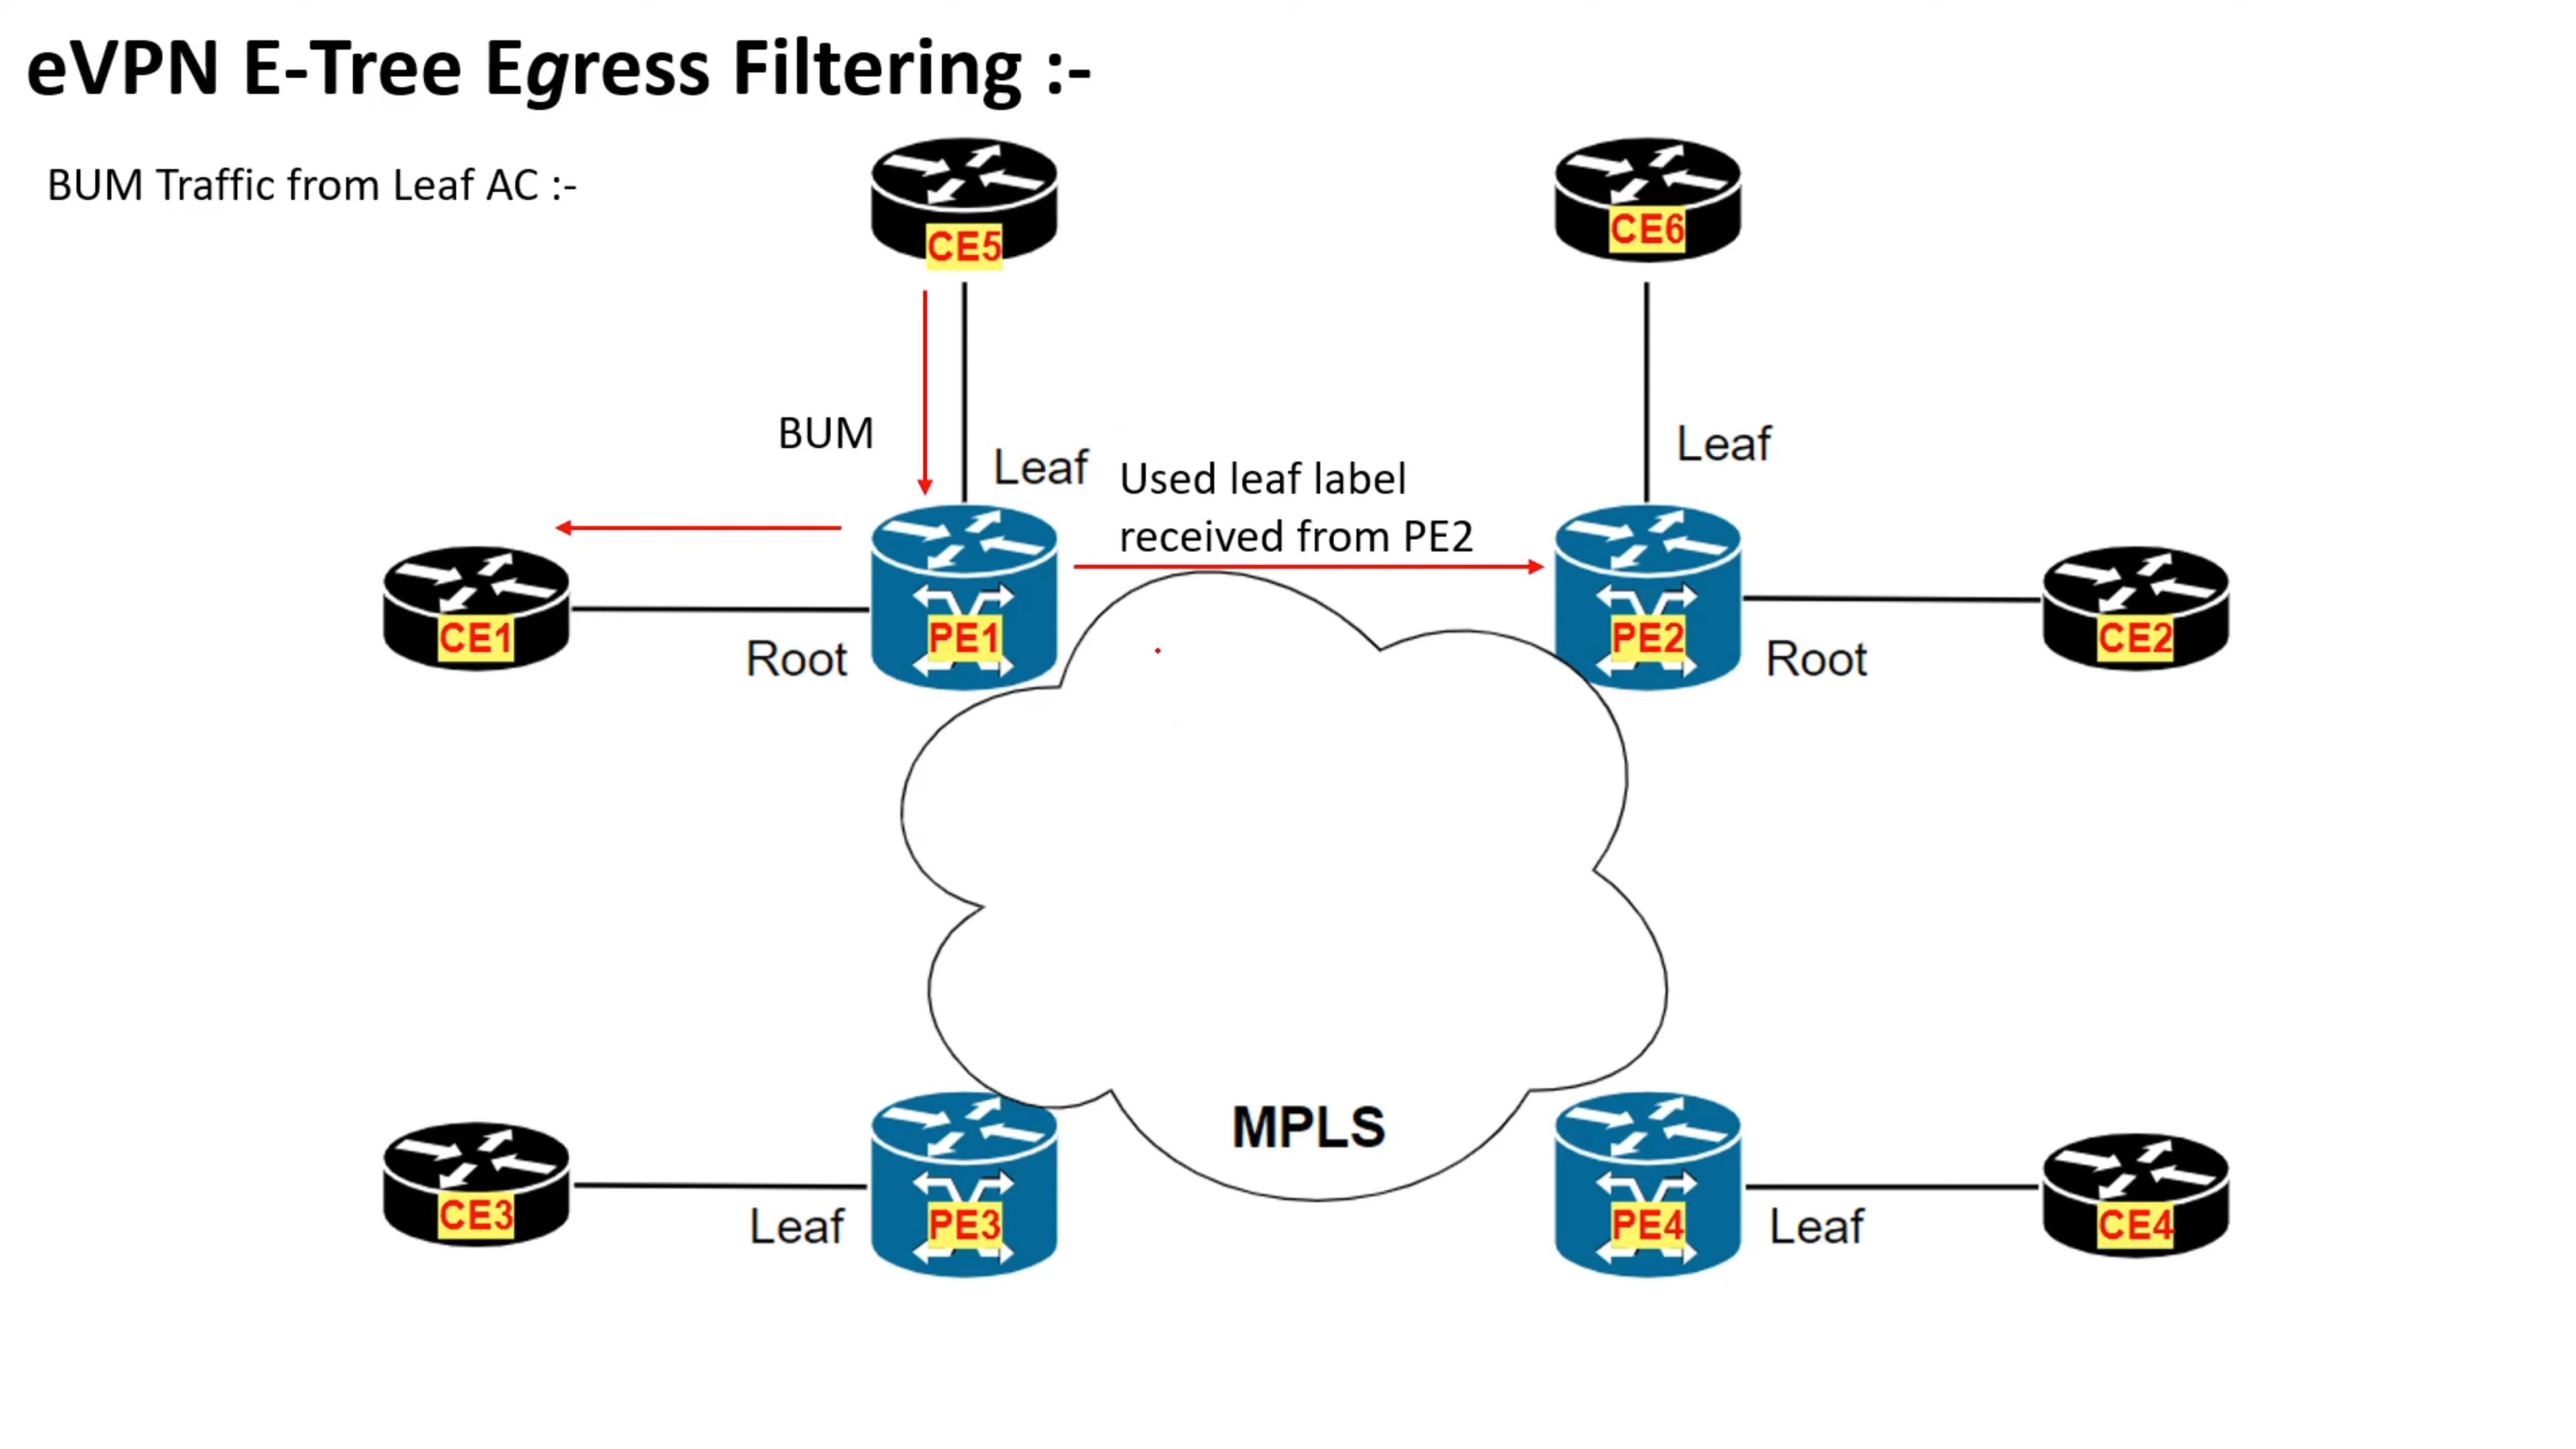 eVPN E-Tree Egress Filtering :-
BUM Traffic from Leaf AC :-
CE5
CE6
BUM
Leaf
Leaf
Used leaf label
received from PE2
CE1
Root
PE1
PE2
Root
CE2
MPLS
CE3
Leaf
PE3
PE4
Leaf
CE4